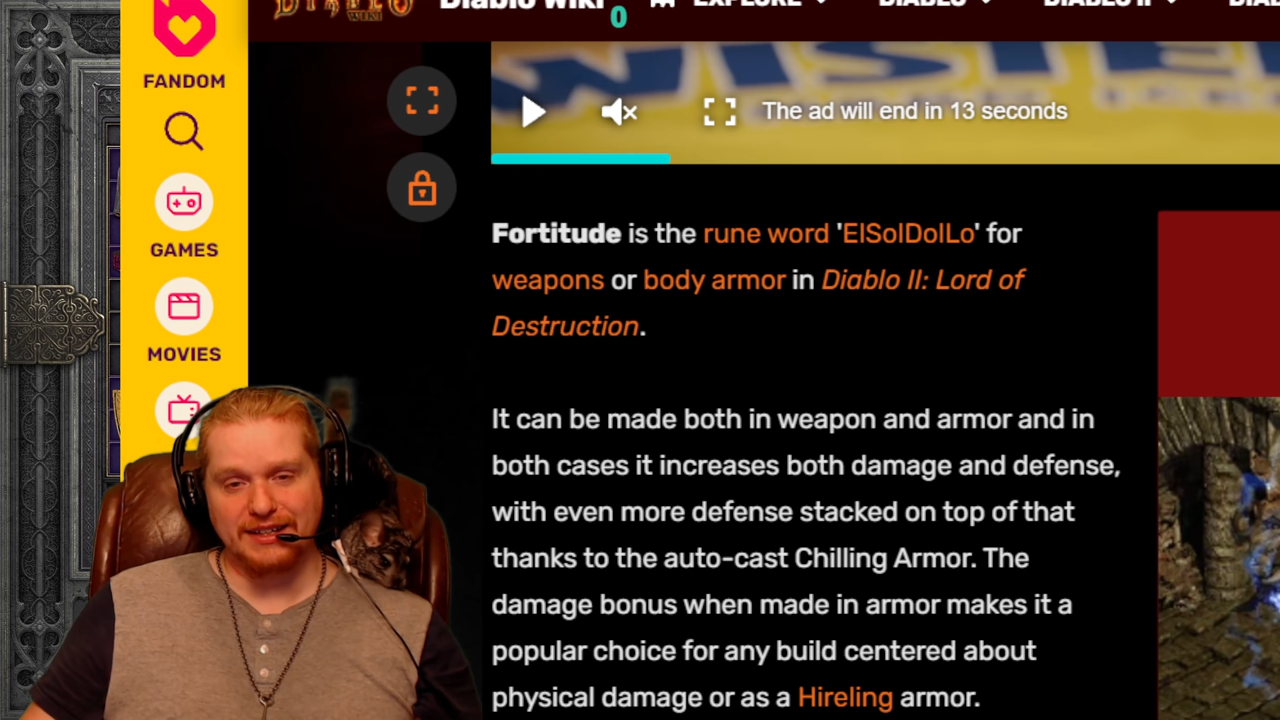 DIABLO
WIKI
Diablo Wiki
0
EXPLORE
DIABLO
DIABLO II
DIAB
FANDOM
GAMES
MOVIES
The ad will end in 13 seconds
Fortitude is the rune word 'ElSolDolLo' for
weapons or body armor in Diablo II: Lord of
Destruction.
It can be made both in weapon and armor and in
both cases it increases both damage and defense,
with even more defense stacked on top of that
thanks to the auto-cast Chilling Armor. The
damage bonus when made in armor makes it a
popular choice for any build centered about
physical damage or as a Hireling armor.